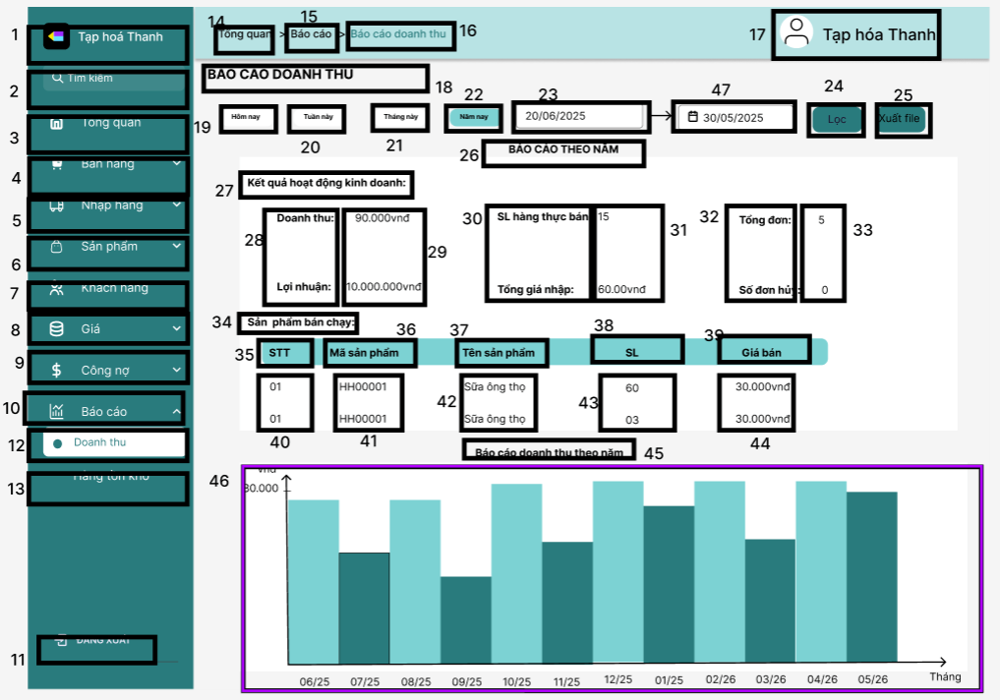 1
Tạp hoá Thanh
2
Tìm kiếm
3
Tổng quan
4
Bán hàng
5
Nhập hàng
6
Sản phẩm
7
Khách hàng
8
Giá
9
Công nợ
10
Báo cáo
12
Doanh thu
13
Hàng tồn kho
11
ĐĂNG XUẤT
14 15 16 17
Tổng quan > Báo cáo > Báo cáo doanh thu
Tạp hóa Thanh
BÁO CÁO DOANH THU
18 22 23 47 24 25
19 Hôm nay Tuần này Tháng này Năm nay 20/06/2025 30/05/2025 Lọc Xuất file
20 21
26 BÁO CÁO THEO NĂM
27 Kết quả hoạt động kinh doanh:
28 Doanh thu: 90.000vnđ 29
30 SL hàng thực bán 15 31
32 Tổng đơn: 5 33
Lợi nhuận: 10.000.000vnđ Tổng giá nhập: 60.00vnđ Số đơn hủy: 0
34 Sản phẩm bán chạy:
35 36 37 38 39
STT Mã sản phẩm Tên sản phẩm SL Giá bán
01 HH00001 Sữa ông thọ 60 30.000vnđ
42 43
01 HH00001 Sữa ông thọ 03 30.000vnđ
40 41 44
Báo cáo doanh thu theo năm 45
46
vnđ
30.000
06/25 07/25 08/25 09/25 10/25 11/25 12/25 01/25 02/26 03/26 04/26 05/26 Tháng